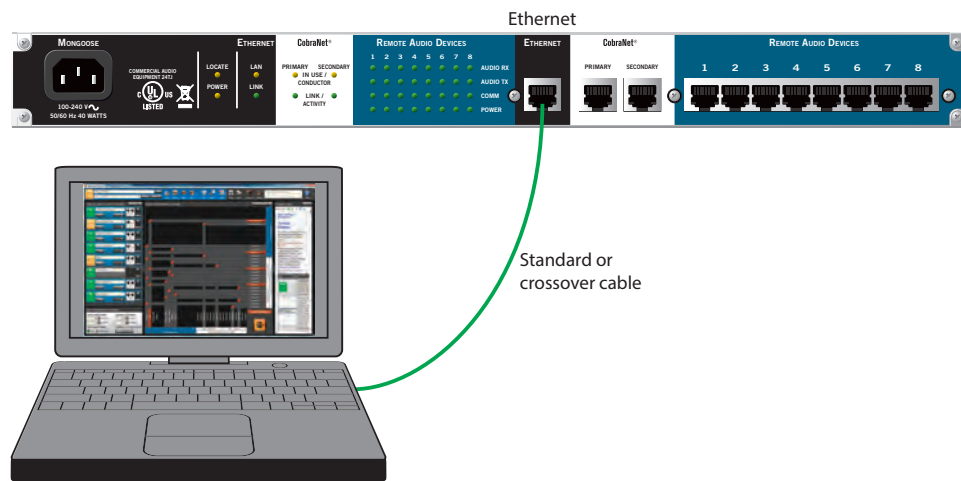 Ethernet
MONGOOSE
ETHERNET
CobraNet®
REMOTE AUDIO DEVICES
ETHERNET
CobraNet®
REMOTE AUDIO DEVICES
LOCATE
LAN
PRIMARY SECONDARY
1 2 3 4 5 6 7 8
AUDIO RX
PRIMARY SECONDARY
1 2 3 4 5 6 7 8
COMMERCIAL AUDIO
EQUIPMENT 24TJ
IN USE /
CONDUCTOR
AUDIO TX
C UL US
LISTED
POWER
LINK
LINK /
ACTIVITY
COMM
POWER
100-240 V
50/60 Hz 40 WATTS
Standard or
crossover cable